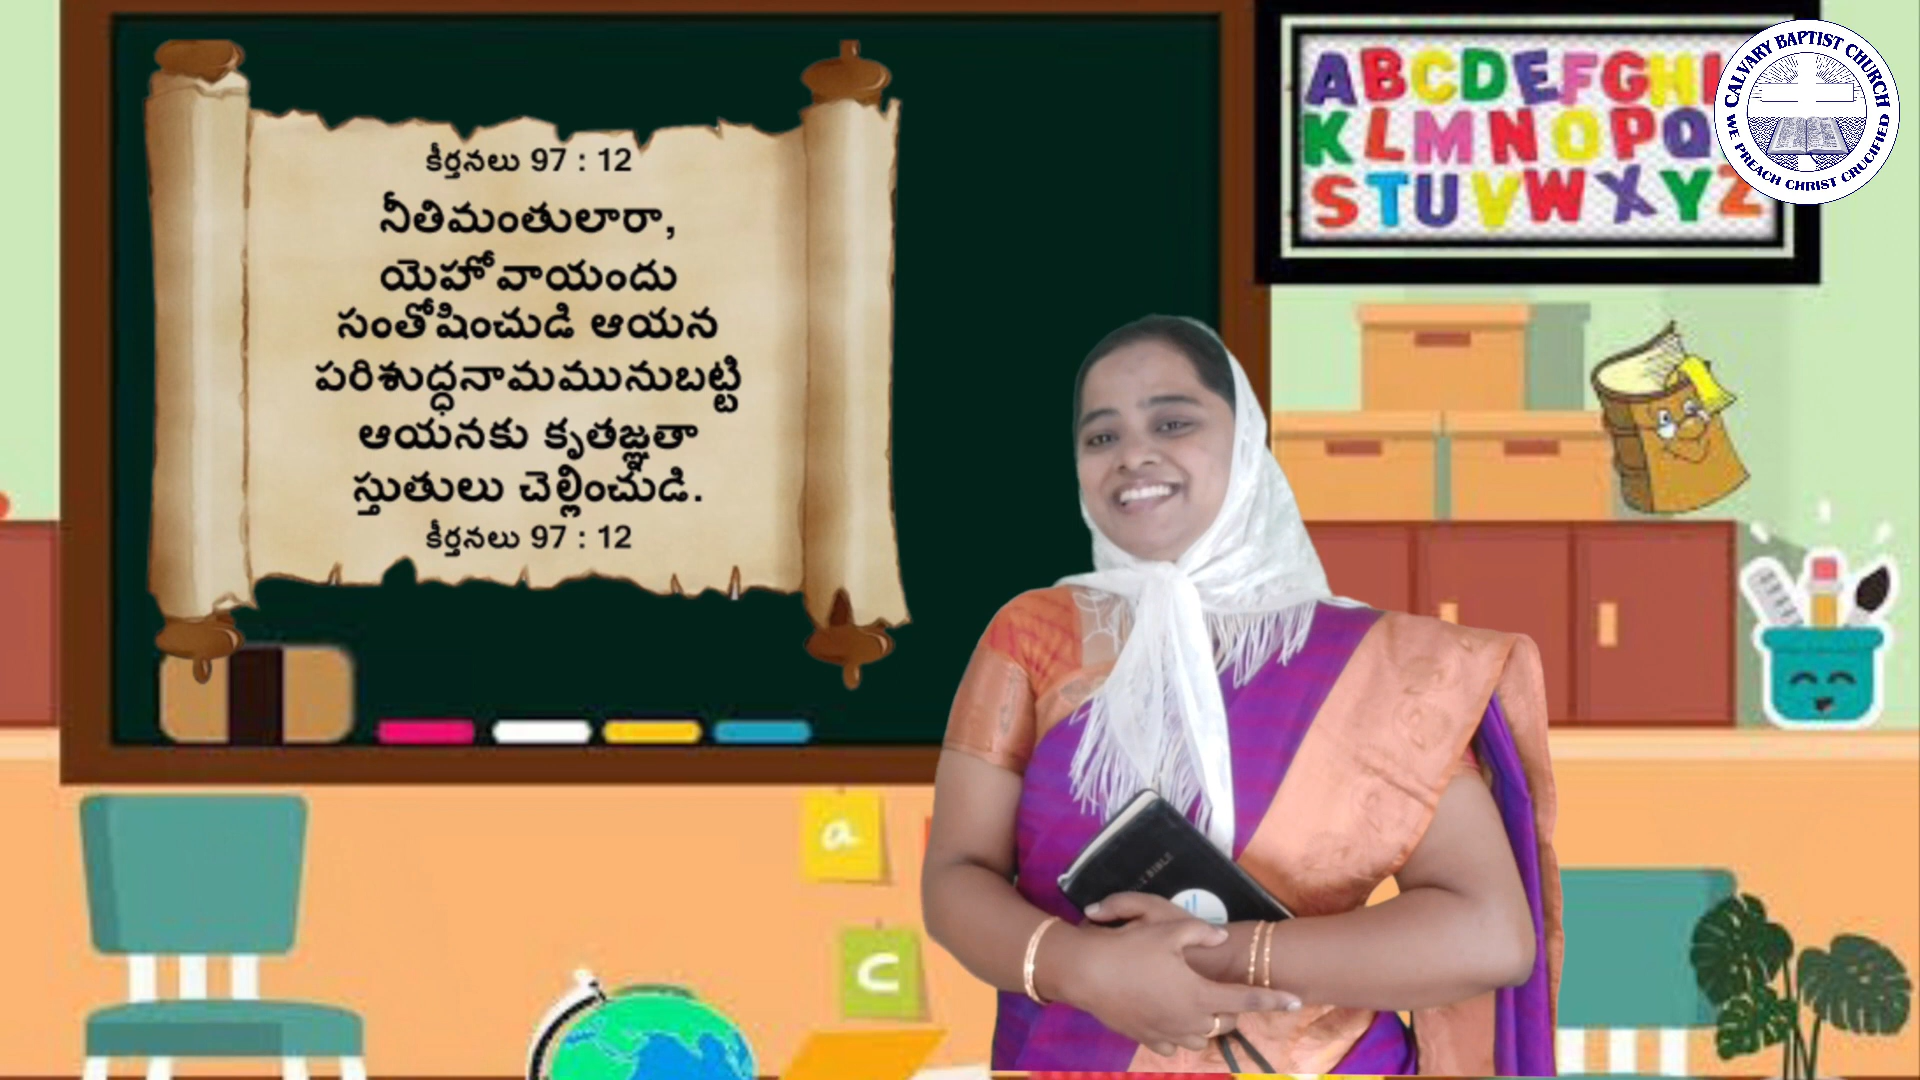 కీర్తనలు 97 : 12
నీతిమంతులారా,
యెహోవాయందు
సంతోషించుడి ఆయన
పరిశుద్ధనామమునుబట్టి
ఆయనకు కృతజ్ఞతా
స్తుతులు చెల్లించుడి.
కీర్తనలు 97 : 12
ABCDEFGHI
KLMNOPQ
STUVWXYZ
CALVARY BAPTIST CHURCH
WE PREACH CHRIST CRUCIFIED
a
c
BIBLE